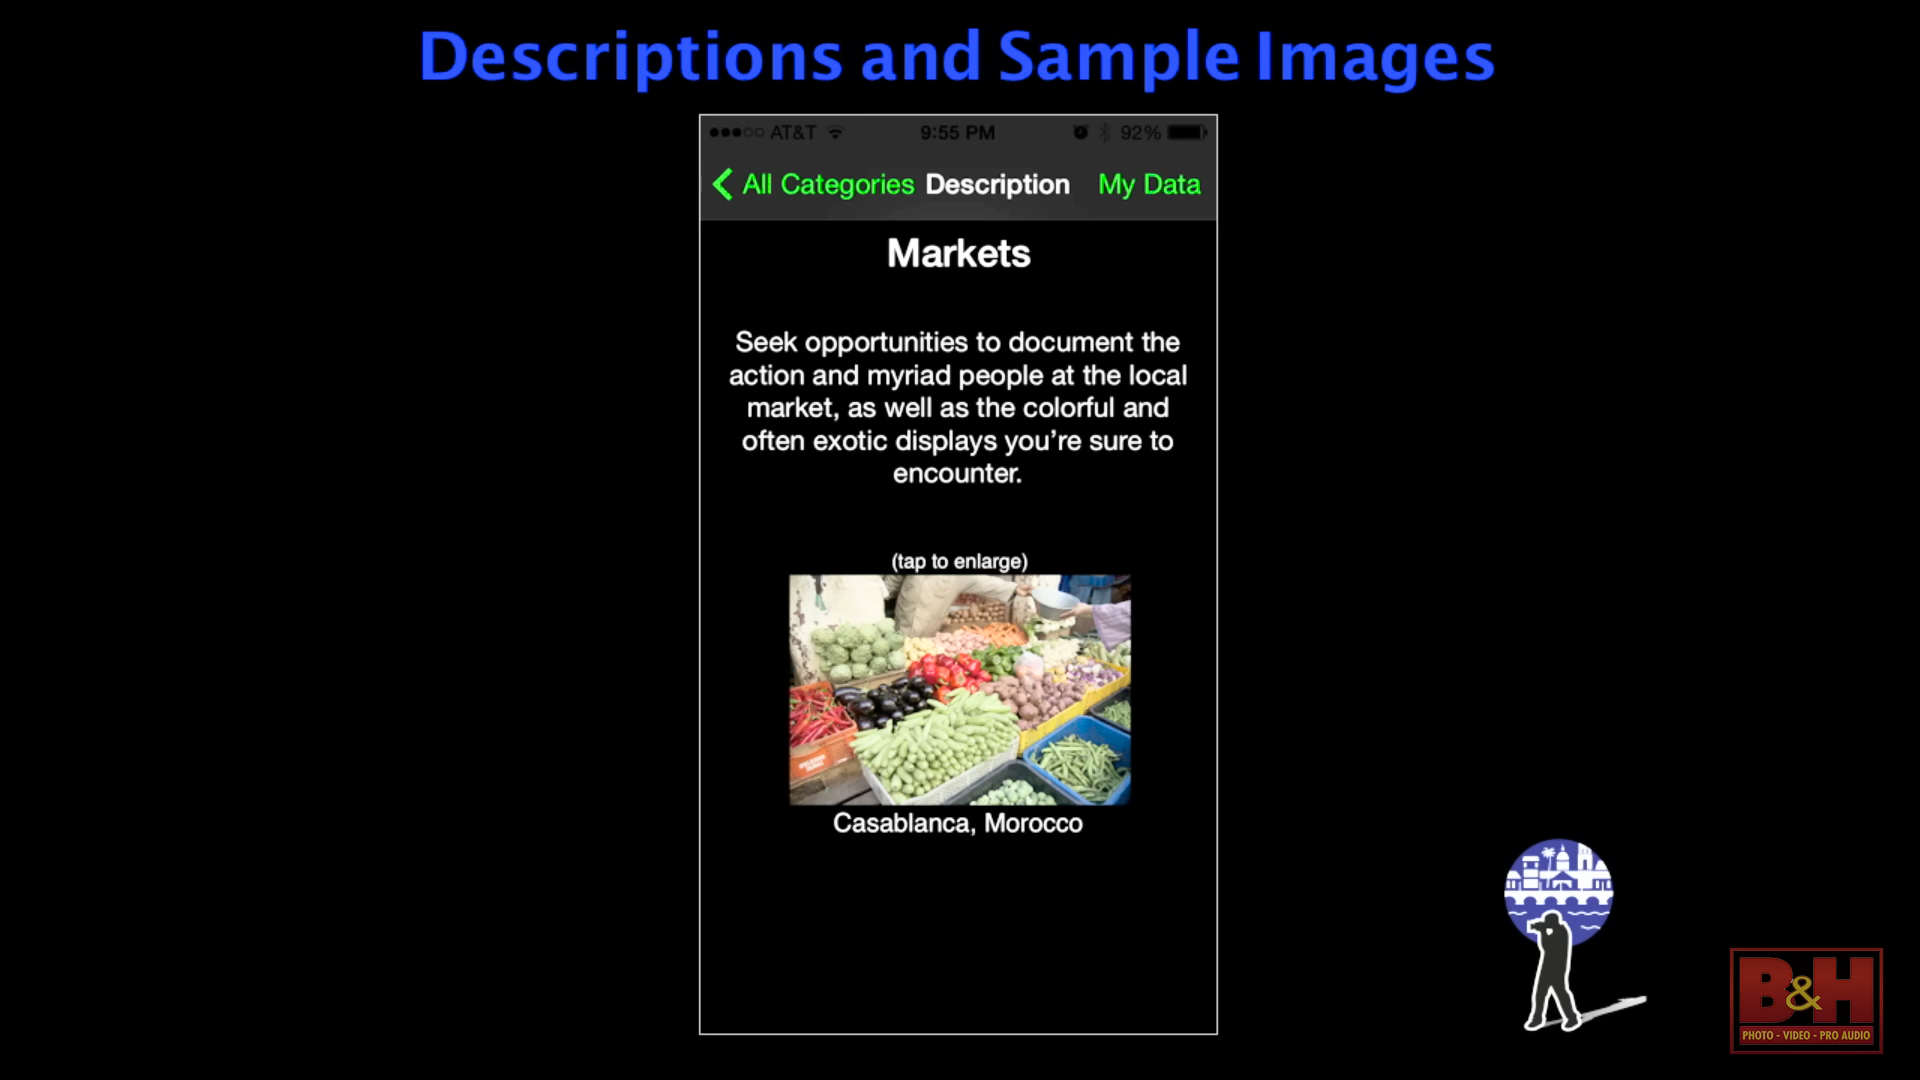 Descriptions and Sample Images
AT&T 9:55 PM 92%
All Categories Description My Data
Markets
Seek opportunities to document the
action and myriad people at the local
market, as well as the colorful and
often exotic displays you're sure to
encounter.
(tap to enlarge)
Casablanca, Morocco
B&H
PHOTO - VIDEO - PRO AUDIO